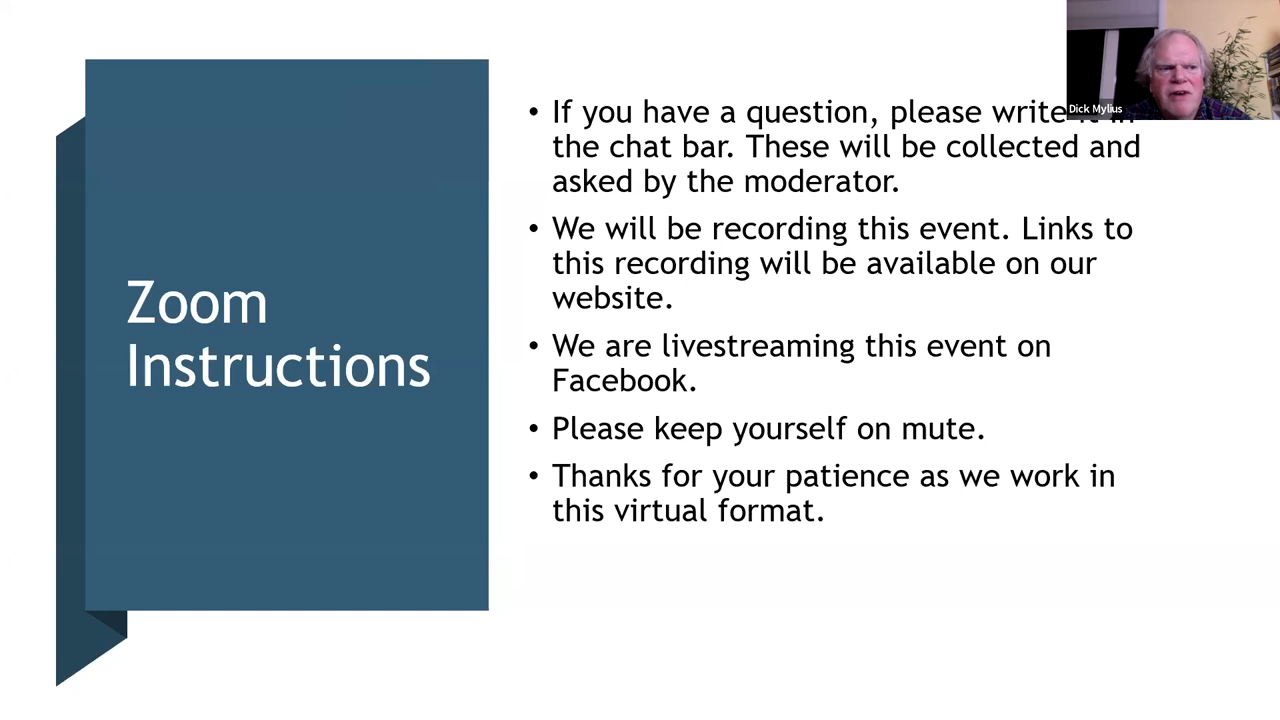 Dick Mylius
Zoom
Instructions
• If you have a question, please write
the chat bar. These will be collected and
asked by the moderator.
• We will be recording this event. Links to
this recording will be available on our
website.
• We are livestreaming this event on
Facebook.
• Please keep yourself on mute.
• Thanks for your patience as we work in
this virtual format.